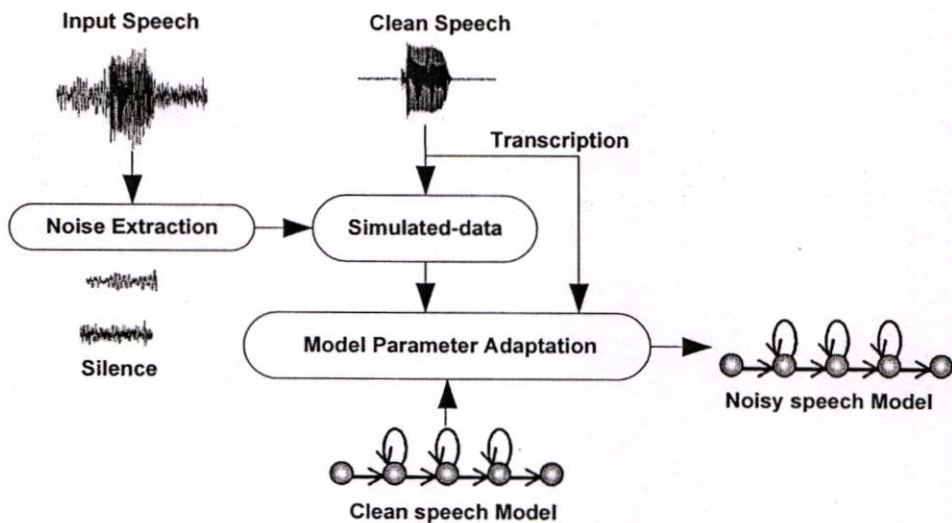 Input Speech
Clean Speech
Transcription
Noise Extraction
Simulated-data
Silence
Model Parameter Adaptation
Noisy speech Model
Clean speech Model